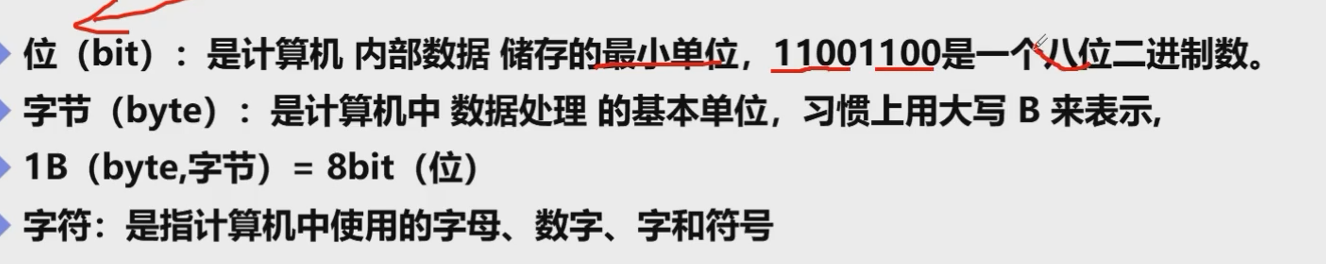 位（bit）：是计算机 内部数据 储存的最小单位，11001100是一个八位二进制数。
字节（byte）：是计算机中 数据处理 的基本单位，习惯上用大写 B 来表示,
1B（byte,字节）= 8bit（位）
字符：是指计算机中使用的字母、数字、字和符号